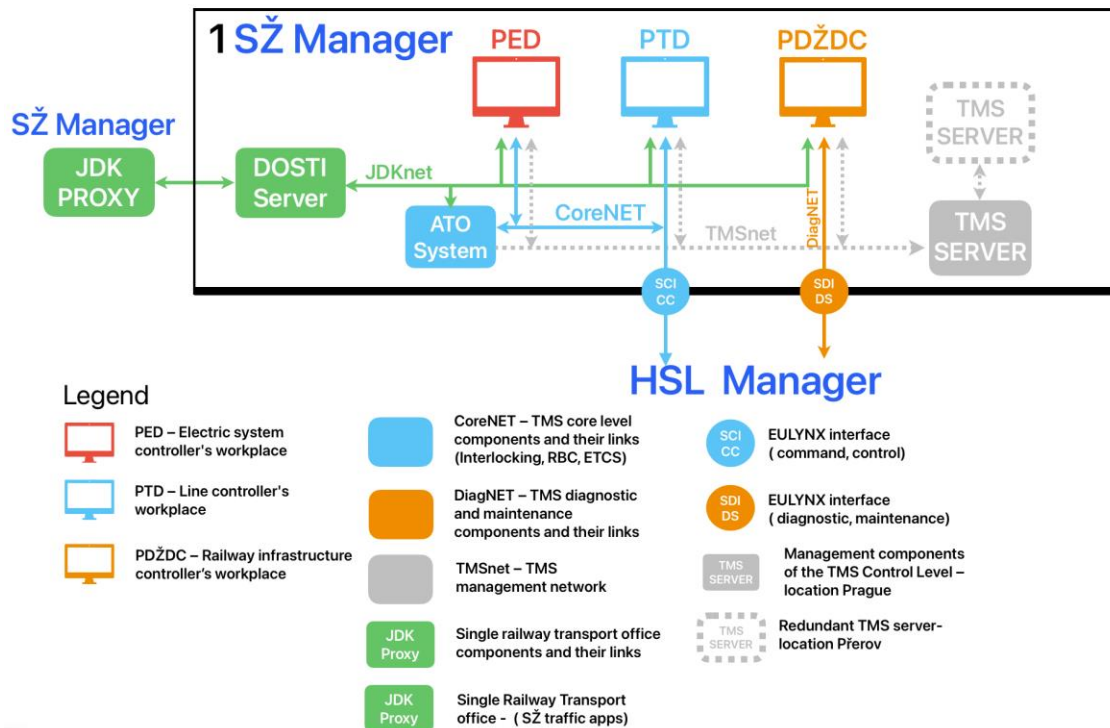 1 SŽ Manager
PED
PTD
PDŽDC
SŽ Manager
JDK
PROXY
DOSTI
Server
JDKnet
ATO
System
CoreNET
TMSnet
DiagNET
TMS
SERVER
TMS
SERVER
SCI
CC
SDI
DS
HSL Manager
Legend
PED – Electric system
controller's workplace
PTD – Line controller's
workplace
PDŽDC – Railway infrastructure
controller's workplace
CoreNET – TMS core level
components and their links
(Interlocking, RBC, ETCS)
DiagNET – TMS diagnostic
and maintenance
components and their links
TMSnet – TMS
management network
JDK
Proxy
Single railway transport office
components and their links
JDK
Proxy
Single Railway Transport
office - ( SŽ traffic apps)
SCI
CC
EULYNX interface
( command, control)
SDI
DS
EULYNX interface
( diagnostic, maintenance)
TMS
SERVER
Management components
of the TMS Control Level –
location Prague
TMS
SERVER
Redundant TMS server-
location Přerov